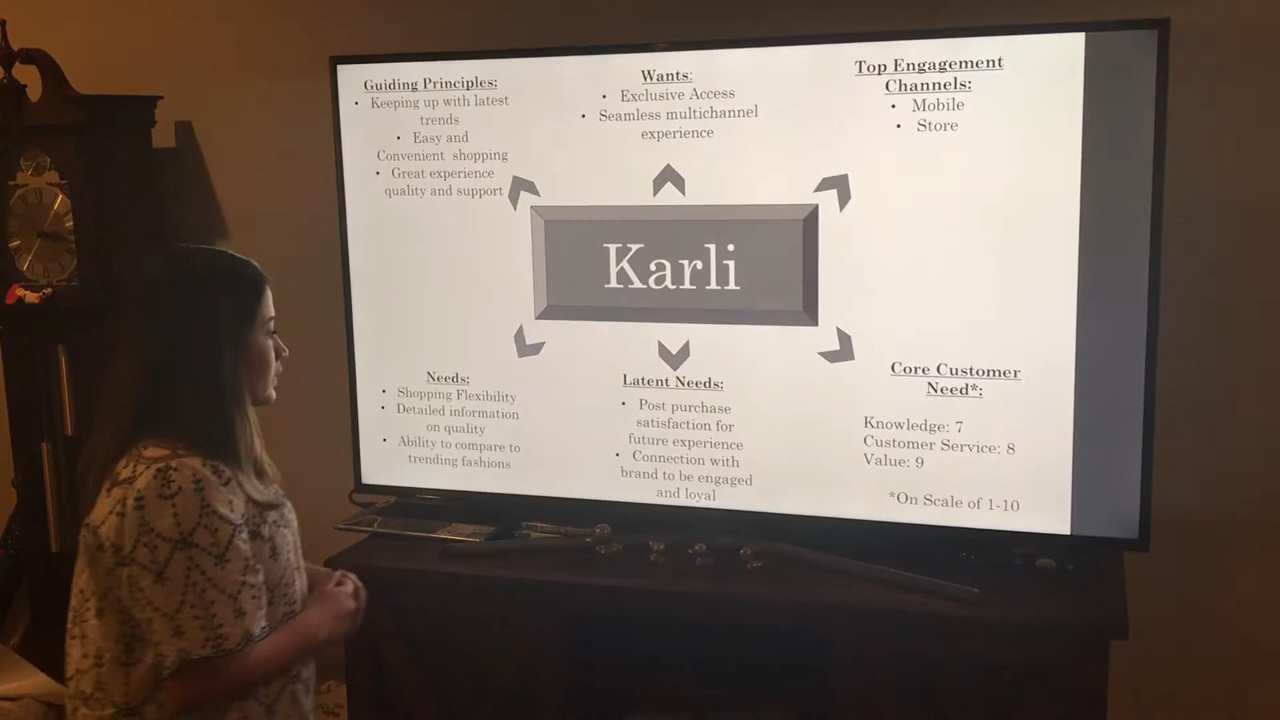 Guiding Principles:
• Keeping up with latest
trends
• Easy and
Convenient shopping
• Great experience
quality and support
Wants:
• Exclusive Access
• Seamless multichannel
experience
Top Engagement
Channels:
• Mobile
• Store
Karli
Needs:
• Shopping Flexibility
• Detailed information
on quality
• Ability to compare to
trending fashions
Latent Needs:
• Post purchase
satisfaction for
future experience
• Connection with
brand to be engaged
and loyal
Core Customer
Need*:
Knowledge: 7
Customer Service: 8
Value: 9
*On Scale of 1-10